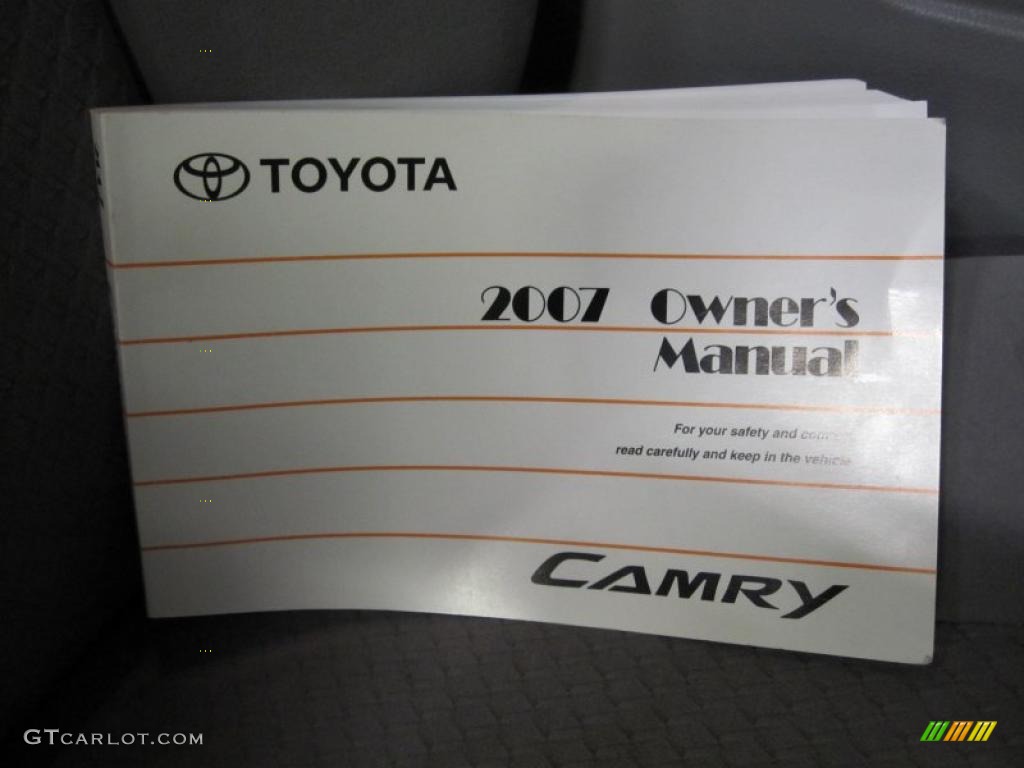 TOYOTA
2007 Owner's
Manual
For your safety and
read carefully and keep in the vehicle
CAMRY
GTCARLOT.COM